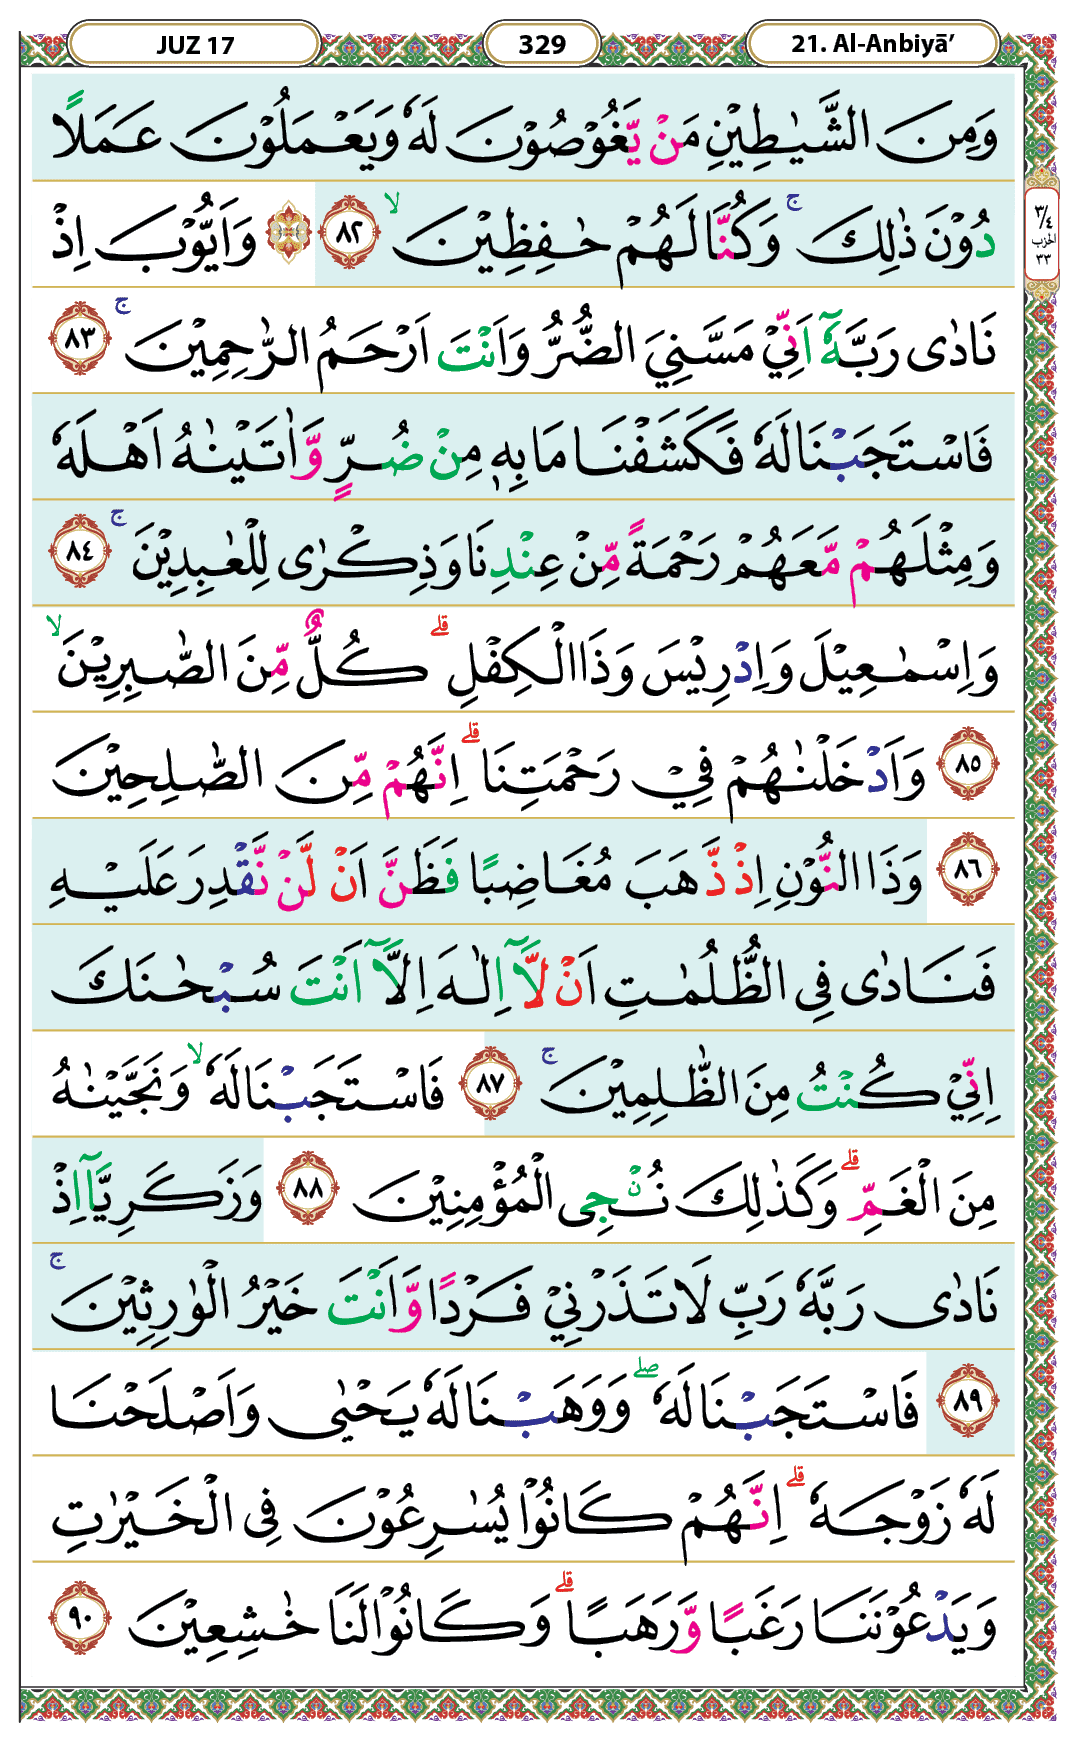 JUZ 17
329
21. Al-Anbiyā’
وَمِنَ الشَّيٰطِيْنِ مَنْ يَّغُوْصُوْنَ لَهٗ وَيَعْمَلُوْنَ عَمَلًا
دُوْنَ ذٰلِكَ ۚ وَكُنَّا لَهُمْ حٰفِظِيْنَ ۙ ٨٢ ۞ وَاَيُّوْبَ اِذْ
٣/٤
الحزب
٣٣
نَادٰى رَبَّهٗٓ اَنِّيْ مَسَّنِيَ الضُّرُّ وَاَنْتَ اَرْحَمُ الرّٰحِمِيْنَ ۚ ٨٣
فَاسْتَجَبْنَا لَهٗ فَكَشَفْنَا مَا بِهٖ مِنْ ضُرٍّ وَّاٰتَيْنٰهُ اَهْلَهٗ
وَمِثْلَهُمْ مَّعَهُمْ رَحْمَةً مِّنْ عِنْدِنَا وَذِكْرٰى لِلْعٰبِدِيْنَ ۚ ٨٤
وَاِسْمٰعِيْلَ وَاِدْرِيْسَ وَذَا الْكِفْلِ ۗ كُلٌّ مِّنَ الصّٰبِرِيْنَ ۙ
٨٥ وَاَدْخَلْنٰهُمْ فِيْ رَحْمَتِنَا ۗ اِنَّهُمْ مِّنَ الصّٰلِحِيْنَ
٨٦ وَذَا النُّوْنِ اِذْ ذَّهَبَ مُغَاضِبًا فَظَنَّ اَنْ لَّنْ نَّقْدِرَ عَلَيْهِ
فَنَادٰى فِى الظُّلُمٰتِ اَنْ لَّآ اِلٰهَ اِلَّآ اَنْتَ سُبْحٰنَكَ
اِنِّيْ كُنْتُ مِنَ الظّٰلِمِيْنَ ۚ ٨٧ فَاسْتَجَبْنَا لَهٗ ۙ وَنَجَّيْنٰهُ
مِنَ الْغَمِّ ۗ وَكَذٰلِكَ نُـْۨجِى الْمُؤْمِنِيْنَ ٨٨ وَزَكَرِيَّآ اِذْ
نَادٰى رَبَّهٗ رَبِّ لَا تَذَرْنِيْ فَرْدًا وَّاَنْتَ خَيْرُ الْوٰرِثِيْنَ ۚ
٨٩ فَاسْتَجَبْنَا لَهٗ ۖ وَوَهَبْنَا لَهٗ يَحْيٰى وَاَصْلَحْنَا
لَهٗ زَوْجَهٗ ۗ اِنَّهُمْ كَانُوْا يُسٰرِعُوْنَ فِى الْخَيْرٰتِ
وَيَدْعُوْنَنَا رَغَبًا وَّرَهَبًا ۗ وَكَانُوْا لَنَا خٰشِعِيْنَ ٩٠